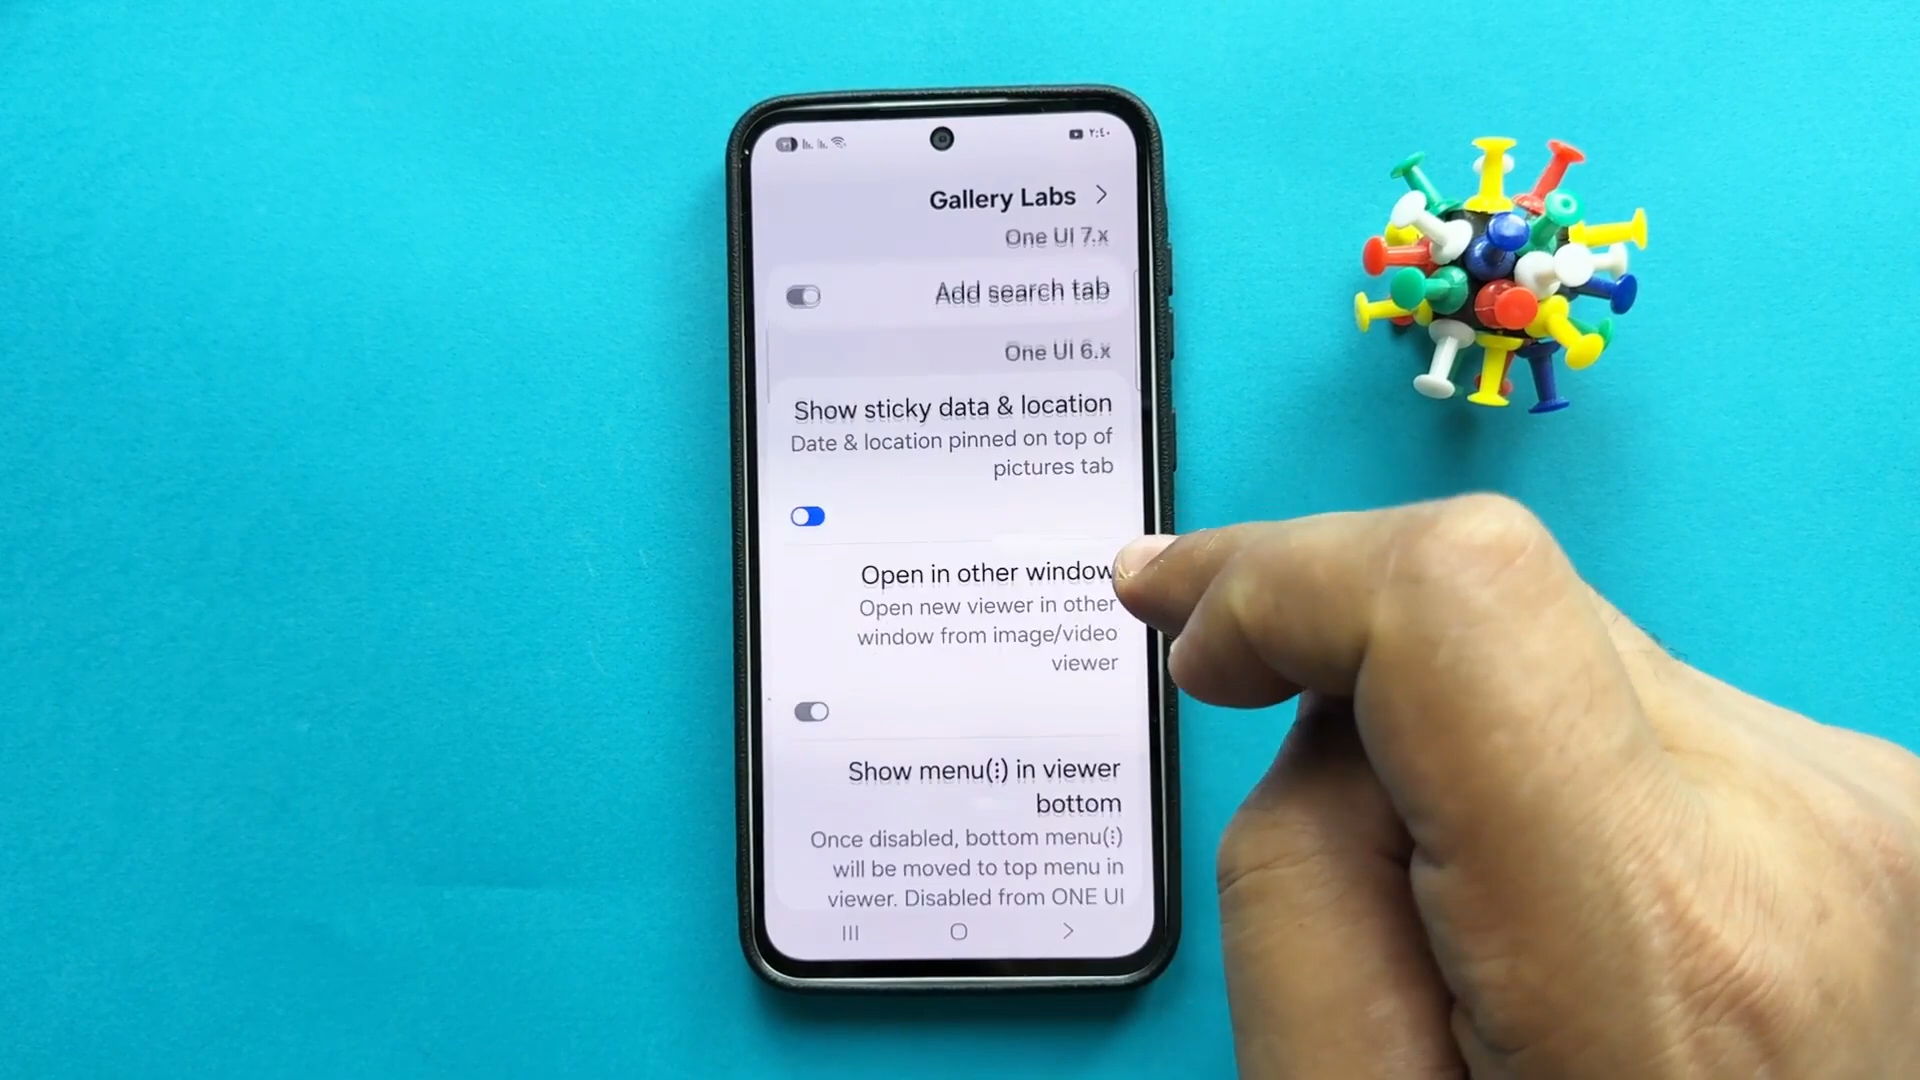 ٢:٤٠
Gallery Labs
One UI 7.x
Add search tab
One UI 6.x
Show sticky data & location
Date & location pinned on top of
pictures tab
Open in other window
Open new viewer in other
window from image/video
viewer
Show menu(⋮) in viewer
bottom
Once disabled, bottom menu(⋮)
will be moved to top menu in
viewer. Disabled from ONE UI